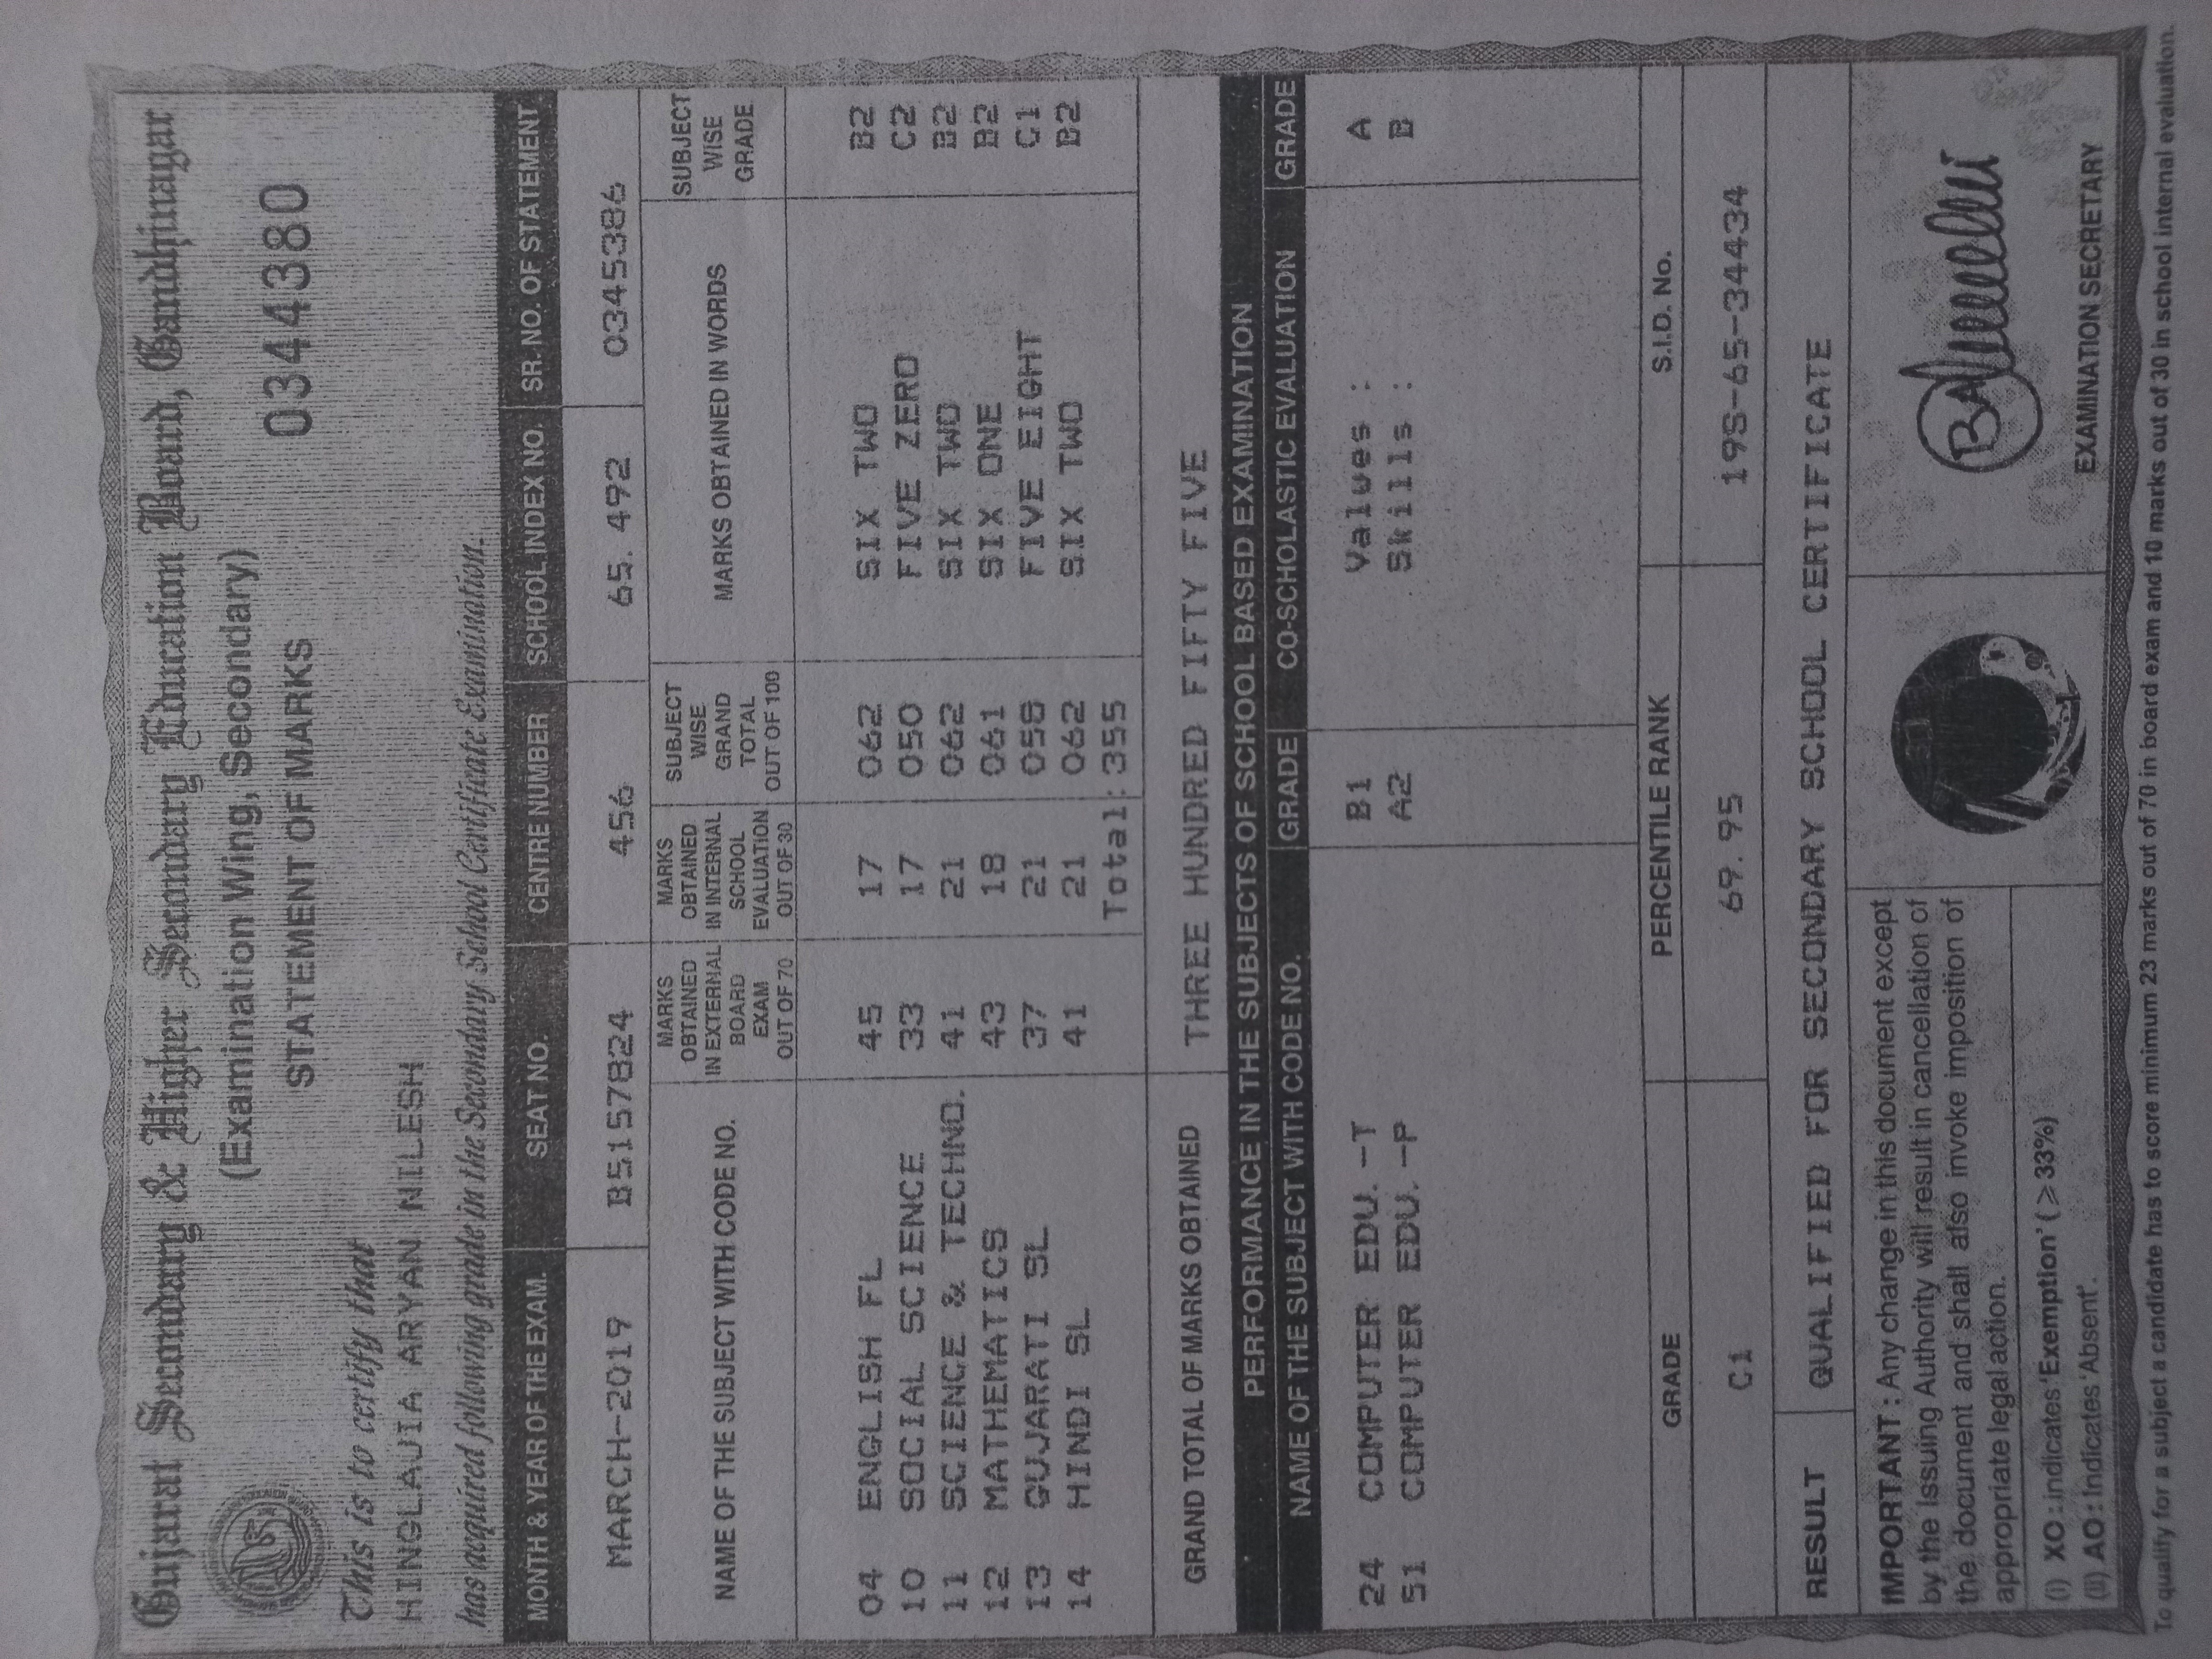 Gujarat Secondary & Higher Secondary Education Board, Gandhinagar
(Examination Wing, Secondary)
STATEMENT OF MARKS
0344380
This is to certify that
HINGLAJIA ARYAN NILESH
has acquired following grade in the Secondary School Certificate Examination.
MONTH & YEAR OF THE EXAM. SEAT NO. CENTRE NUMBER SCHOOL INDEX NO. SR. NO. OF STATEMENT
MARCH-2019 B5157824 456 65. 492 0345386
NAME OF THE SUBJECT WITH CODE NO.
MARKS
OBTAINED
IN EXTERNAL
BOARD
EXAM
OUT OF 70
MARKS
OBTAINED
IN INTERNAL
SCHOOL
EVALUATION
OUT OF 30
SUBJECT
WISE
GRAND
TOTAL
OUT OF 100
MARKS OBTAINED IN WORDS
SUBJECT
WISE
GRADE
04 ENGLISH FL 45 17 062 SIX TWO B2
10 SOCIAL SCIENCE 33 17 050 FIVE ZERO C2
11 SCIENCE & TECHNO. 41 21 062 SIX TWO B2
12 MATHEMATICS 43 18 061 SIX ONE B2
13 GUJARATI SL 37 21 058 FIVE EIGHT C1
14 HINDI SL 41 21 062 SIX TWO B2
Total: 355
GRAND TOTAL OF MARKS OBTAINED THREE HUNDRED FIFTY FIVE
PERFORMANCE IN THE SUBJECTS OF SCHOOL BASED EXAMINATION
NAME OF THE SUBJECT WITH CODE NO. GRADE CO-SCHOLASTIC EVALUATION GRADE
24 COMPUTER EDU. -T B1 Values : A
51 COMPUTER EDU. -P A2 Skills : B
GRADE PERCENTILE RANK S.I.D. No.
C1 69. 95 19S-65-34434
RESULT QUALIFIED FOR SECONDARY SCHOOL CERTIFICATE
IMPORTANT : Any change in this document except
by the Issuing Authority will result in cancellation of
the document and shall also invoke imposition of
appropriate legal action.
(i) XO : indicates 'Exemption' (⩾33%)
(ii) AO : Indicates 'Absent'.
EXAMINATION SECRETARY
To qualify for a subject a candidate has to score minimum 23 marks out of 70 in board exam and 10 marks out of 30 in school internal evaluation.